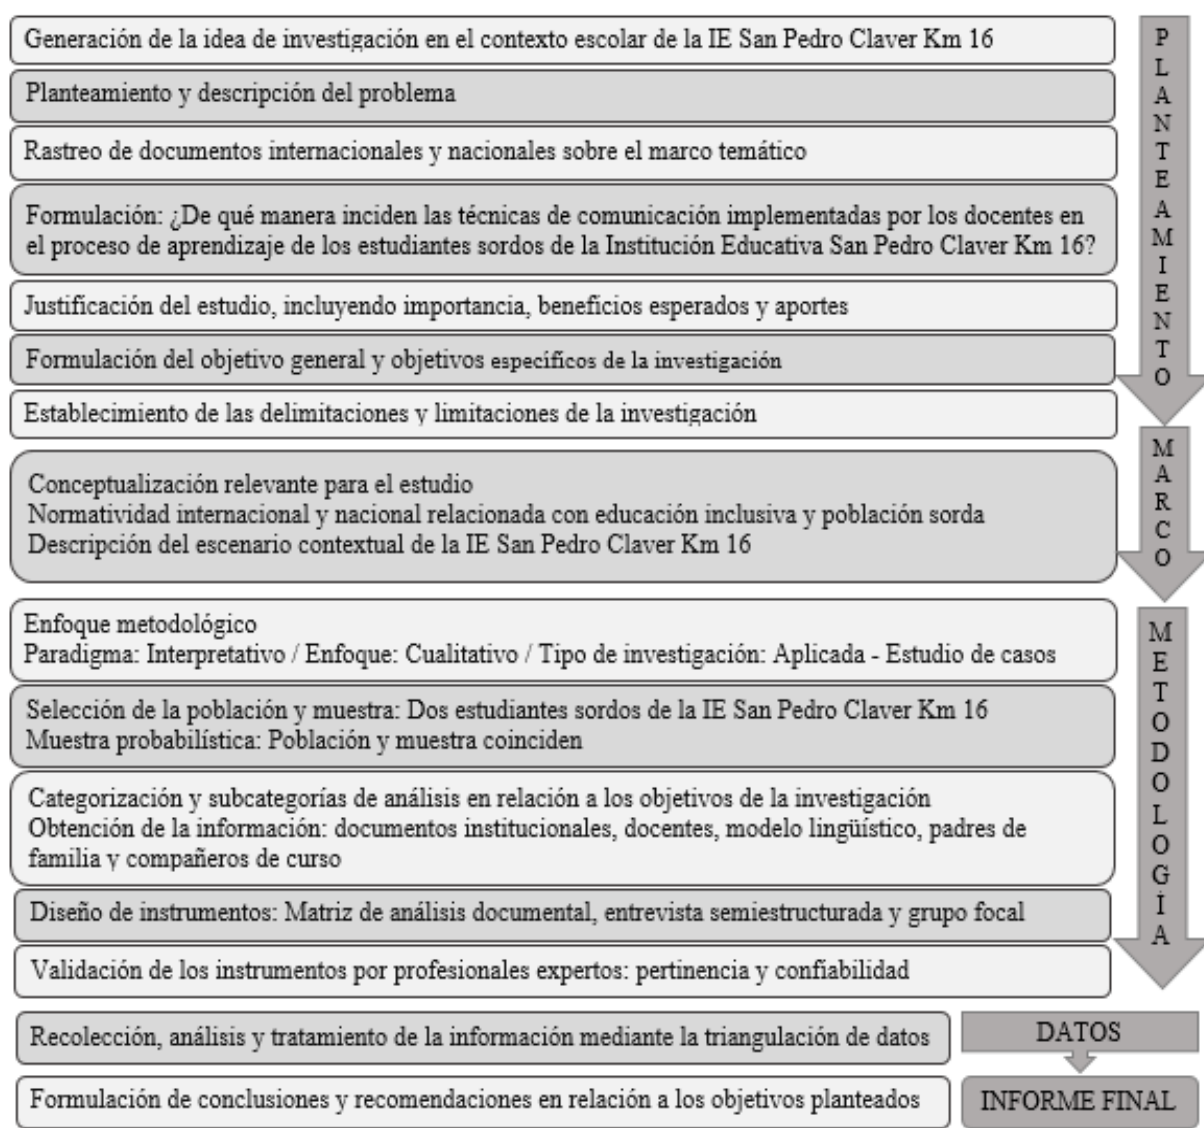 Generación de la idea de investigación en el contexto escolar de la IE San Pedro Claver Km 16
Planteamiento y descripción del problema
Rastreo de documentos internacionales y nacionales sobre el marco temático
Formulación: ¿De qué manera inciden las técnicas de comunicación implementadas por los docentes en
el proceso de aprendizaje de los estudiantes sordos de la Institución Educativa San Pedro Claver Km 16?
Justificación del estudio, incluyendo importancia, beneficios esperados y aportes
Formulación del objetivo general y objetivos específicos de la investigación
Establecimiento de las delimitaciones y limitaciones de la investigación
PLANTEAMIENTO
Conceptualización relevante para el estudio
Normatividad internacional y nacional relacionada con educación inclusiva y población sorda
Descripción del escenario contextual de la IE San Pedro Claver Km 16
MARCO
Enfoque metodológico
Paradigma: Interpretativo / Enfoque: Cualitativo / Tipo de investigación: Aplicada - Estudio de casos
Selección de la población y muestra: Dos estudiantes sordos de la IE San Pedro Claver Km 16
Muestra probabilística: Población y muestra coinciden
Categorización y subcategorías de análisis en relación a los objetivos de la investigación
Obtención de la información: documentos institucionales, docentes, modelo lingüístico, padres de
familia y compañeros de curso
Diseño de instrumentos: Matriz de análisis documental, entrevista semiestructurada y grupo focal
Validación de los instrumentos por profesionales expertos: pertinencia y confiabilidad
METODOLOGÍA
Recolección, análisis y tratamiento de la información mediante la triangulación de datos
DATOS
Formulación de conclusiones y recomendaciones en relación a los objetivos planteados
INFORME FINAL